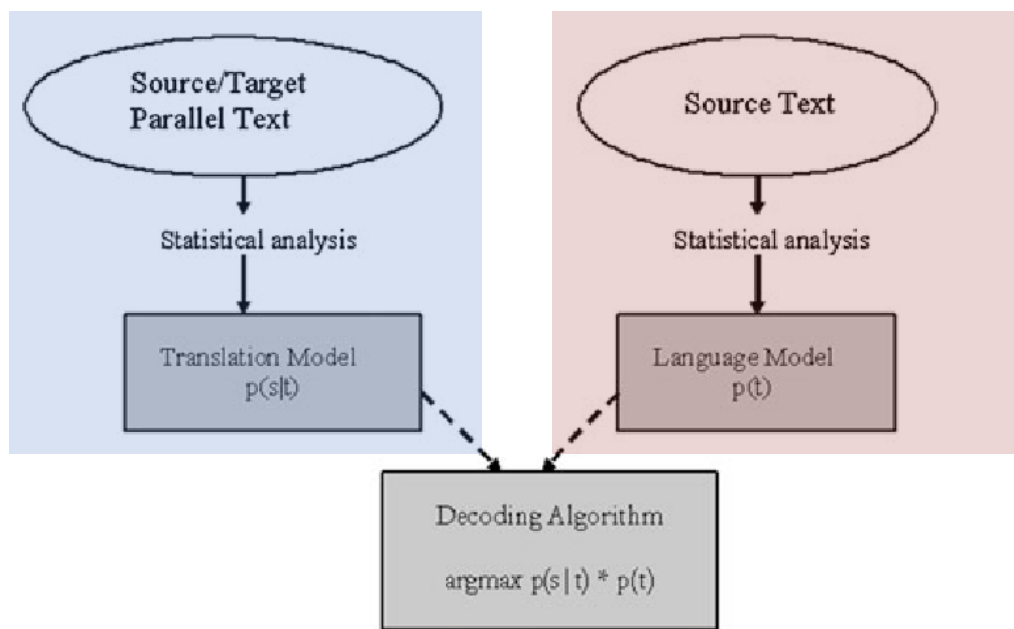 Source/Target
Parallel Text
Statistical analysis
Translation Model
p(s|t)
Source Text
Statistical analysis
Language Model
p(t)
Decoding Algorithm
argmax p(s|t) * p(t)